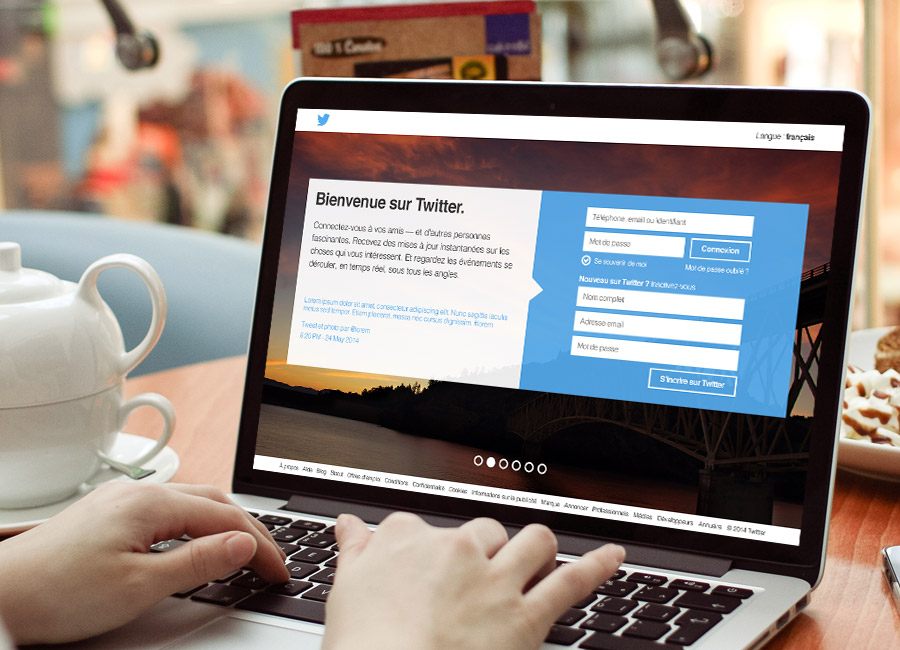 Langue : français
Bienvenue sur Twitter.
Connectez-vous à vos amis — et d'autres personnes
fascinantes. Recevez des mises à jour instantanées sur les
choses qui vous intéressent. Et regardez les événements se
dérouler, en temps réel, sous tous les angles.
Lorem ipsum dolor sit amet, consectetur adipiscing elit. Nunc sagittis iaculis
metus sed tempor. Etiam placerat, massa nec cursus dignissim. #lorem
Tweet et photo par @lorem
6:20 PM - 24 May 2014
Téléphone, email ou identifiant
Mot de passe
Connexion
Se souvenir de moi
Mot de passe oublié ?
Nouveau sur Twitter ? Inscrivez-vous
Nom complet
Adresse email
Mot de passe
S'incrire sur Twitter
À propos Aide Blog Statut Offres d'emploi Conditions Confidentialité Cookies Informations sur la publicité Marque Annoncer Professionnels Médias Développeurs Annuaire © 2014 Twitter